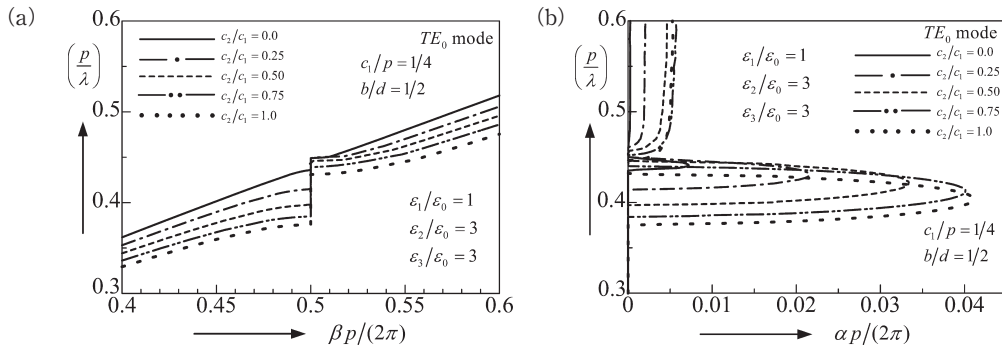 (a)
0.6
0.5
0.4
0.3
(p/λ)
c₂/c₁ = 0.0
c₂/c₁ = 0.25
c₂/c₁ = 0.50
c₂/c₁ = 0.75
c₂/c₁ = 1.0
TE₀ mode
c₁/p = 1/4
b/d = 1/2
ε₁/ε₀ = 1
ε₂/ε₀ = 3
ε₃/ε₀ = 3
0.4 0.45 0.5 0.55 0.6
βp/(2π)
(b)
0.6
0.5
0.4
0.3
(p/λ)
ε₁/ε₀ = 1
ε₂/ε₀ = 3
ε₃/ε₀ = 3
TE₀ mode
c₂/c₁ = 0.0
c₂/c₁ = 0.25
c₂/c₁ = 0.50
c₂/c₁ = 0.75
c₂/c₁ = 1.0
c₁/p = 1/4
b/d = 1/2
0 0.01 0.02 0.03 0.04
αp/(2π)